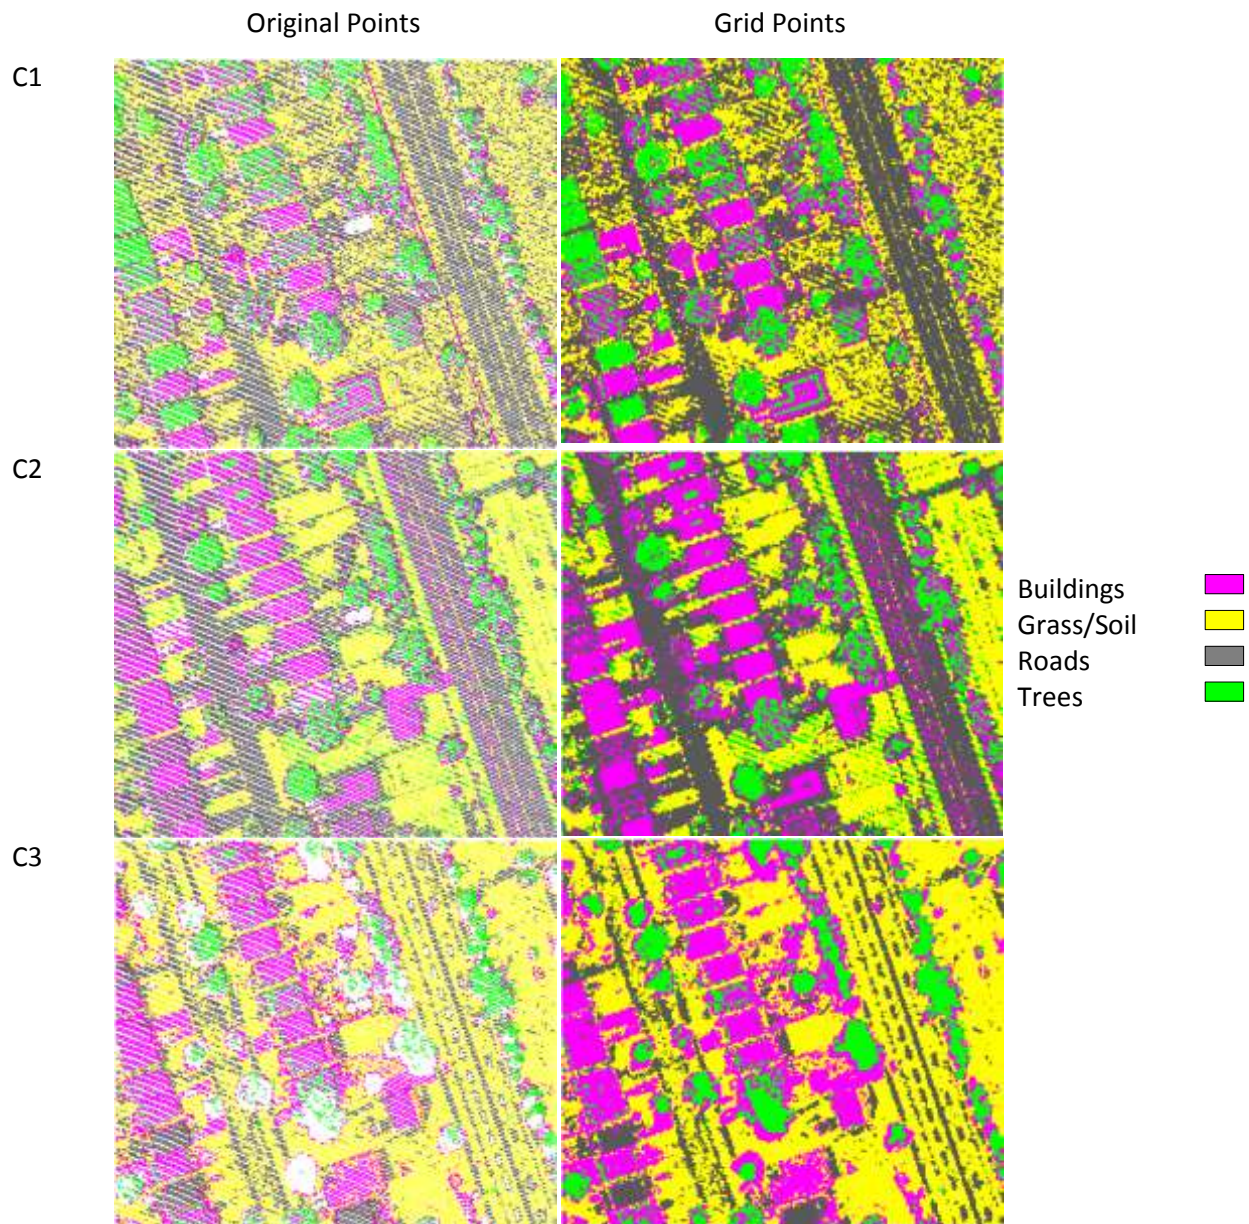 Original Points
Grid Points
C1
C2
Buildings
Grass/Soil
Roads
Trees
C3